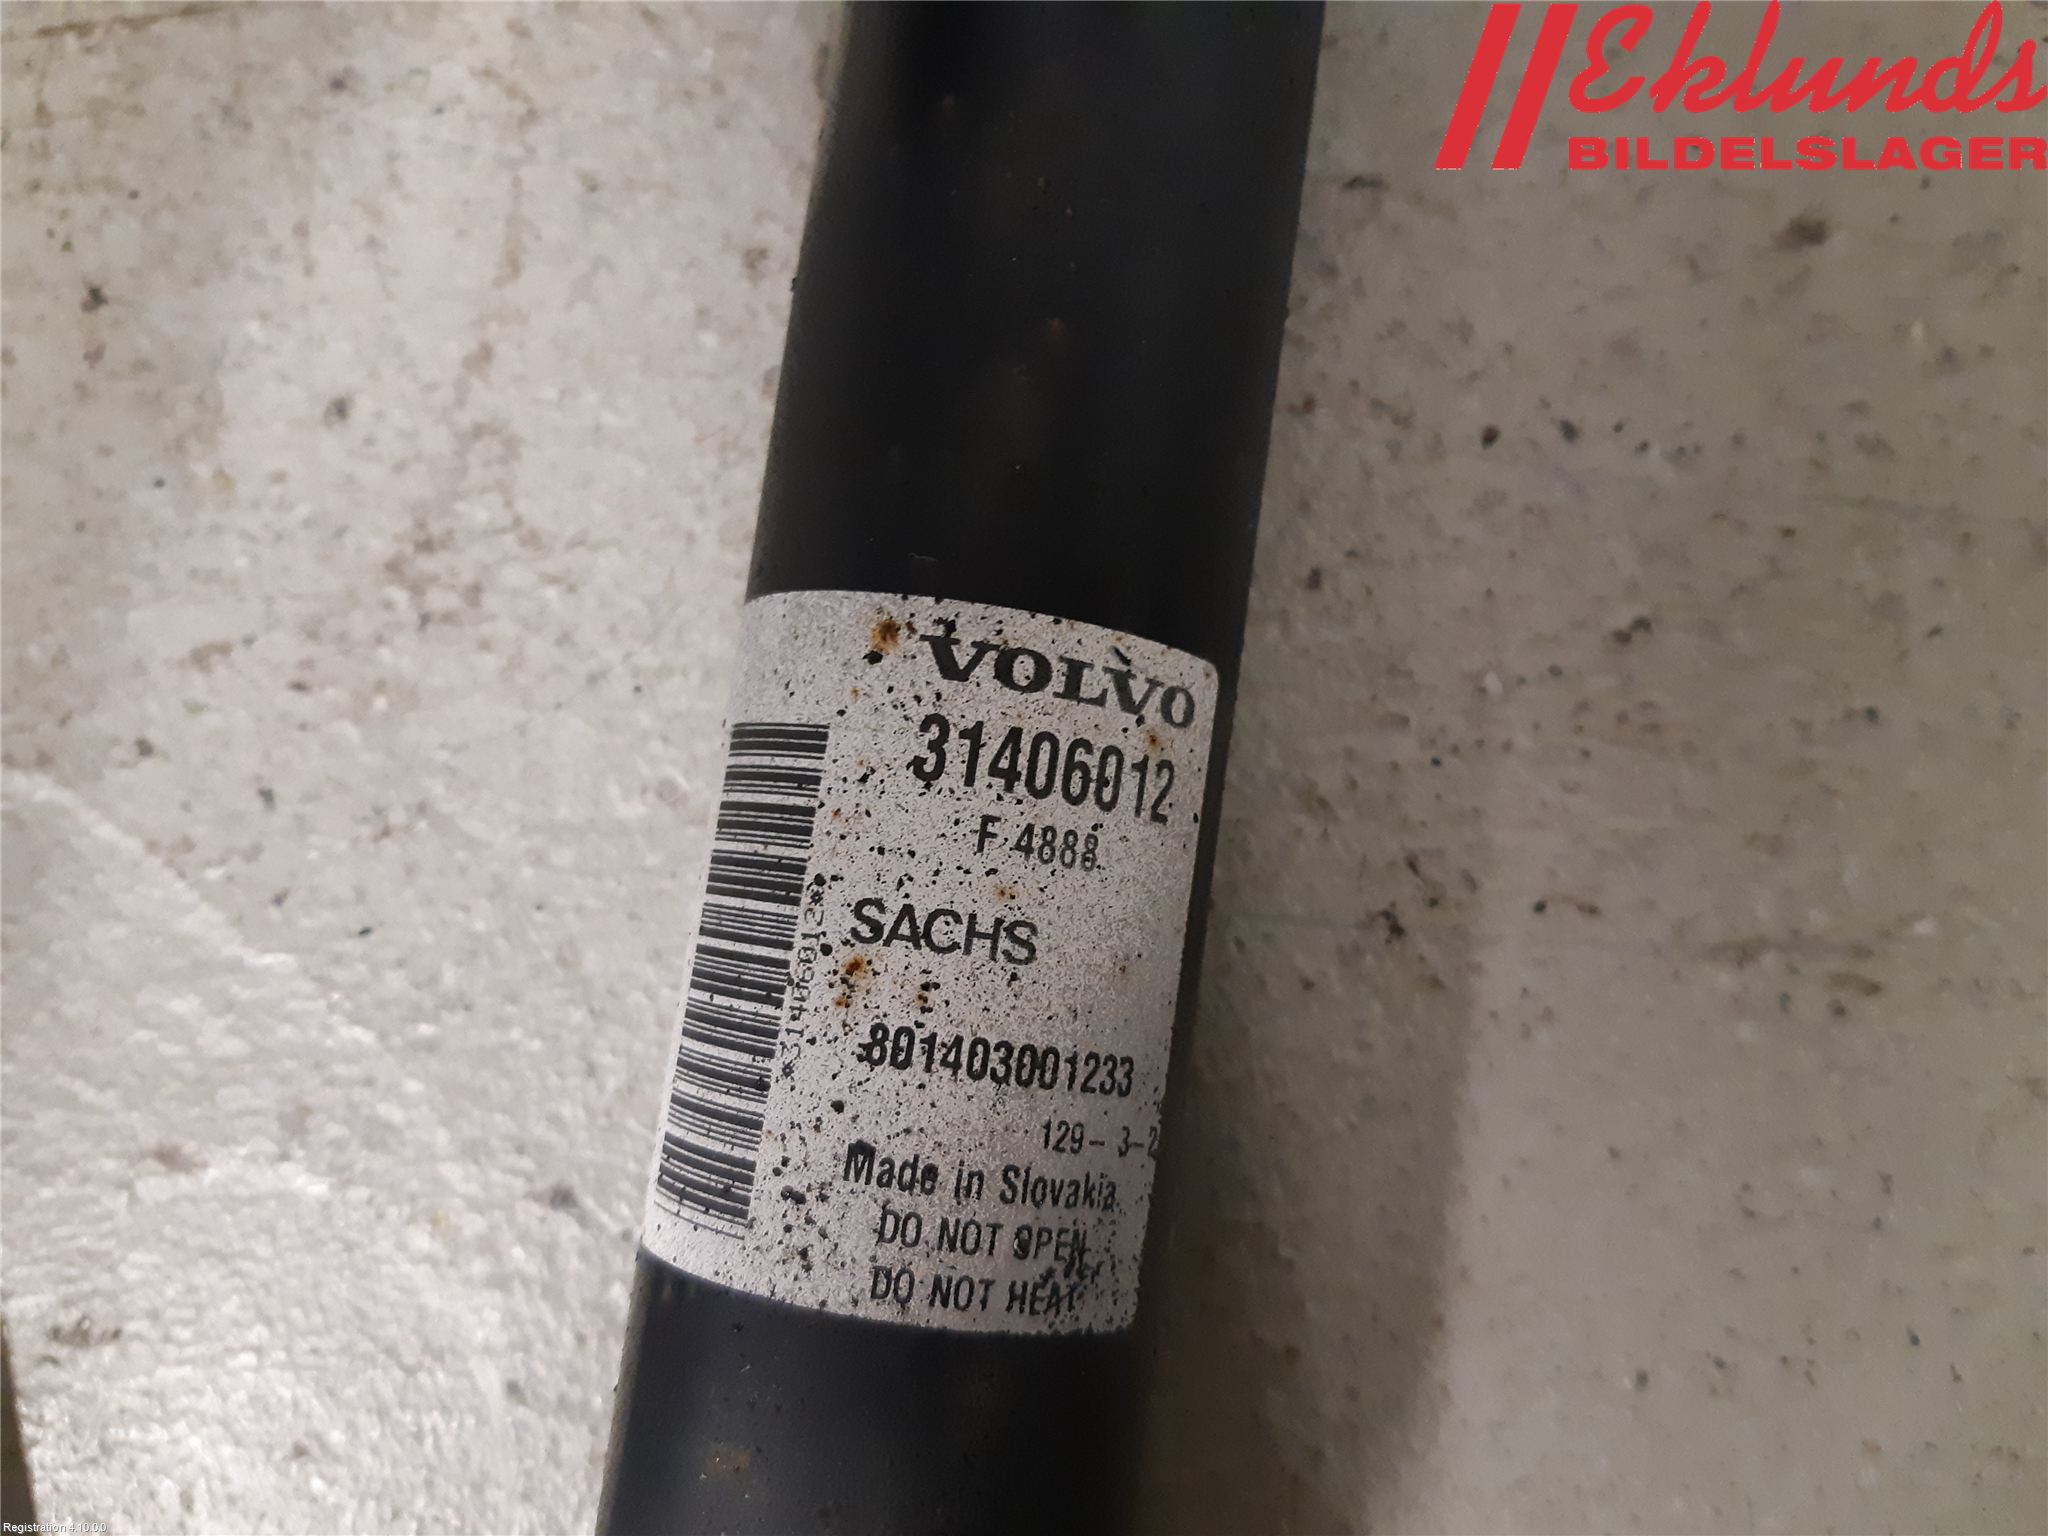 Eklunds
BILDELSLAGER
VOLVO
31406012
F 4888
SACHS
801403001233
129- 3-2
Made in Slovakia
DO NOT OPEN
DO NOT HEAT
*31406012*
Registration 4.10.0.0